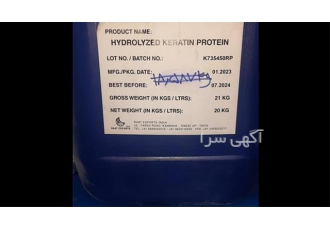 PRODUCT NAME:
HYDROLYZED KERATIN PROTEIN
LOT NO./ BATCH NO.: K735450RP
MFG./PKG. DATE: 01.2023
BEST BEFORE: 07.2024
GROSS WEIGHT (IN KGS / LTRS): 21 KG
NET WEIGHT (IN KGS / LTRS): 20 KG
آگهی سرا